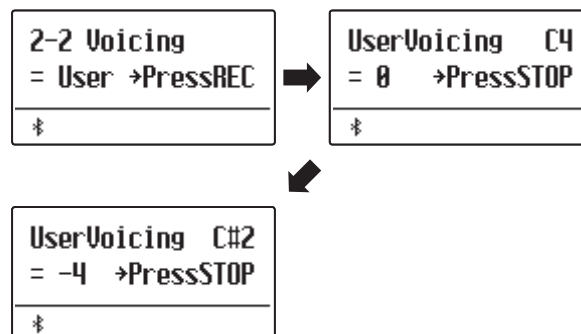 2-2 Voicing
= User →PressREC
UserVoicing C4
= 0 →PressSTOP
UserVoicing C#2
= -4 →PressSTOP